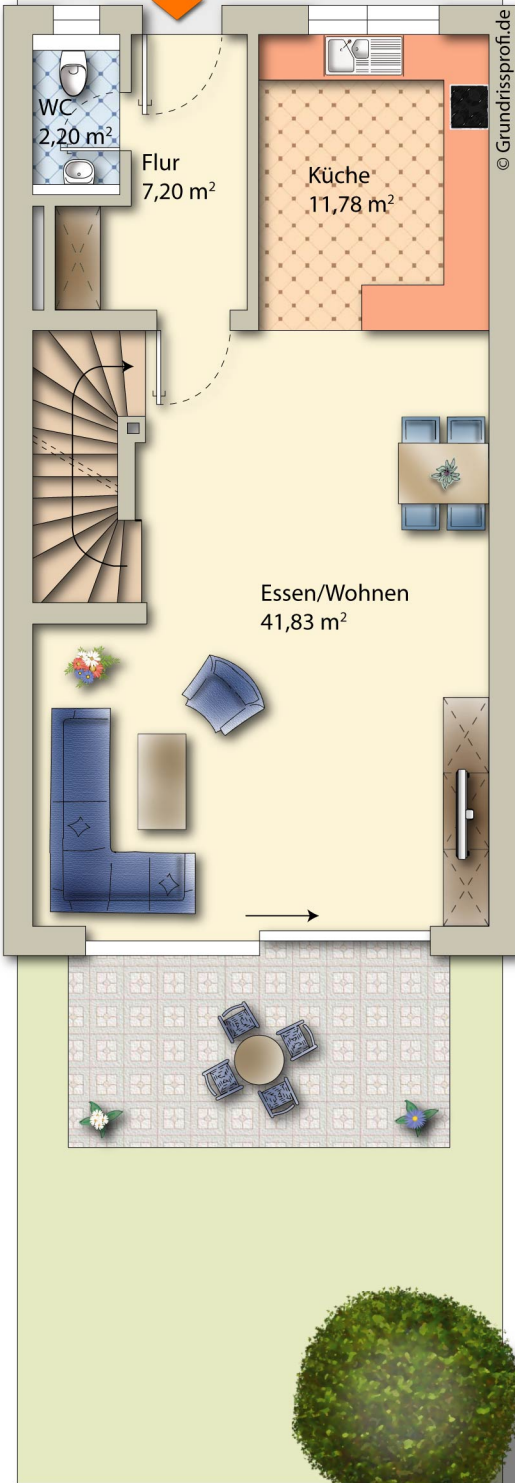 © Grundrissprofi.de
WC
2,20 m²
Flur
7,20 m²
Küche
11,78 m²
Essen/Wohnen
41,83 m²